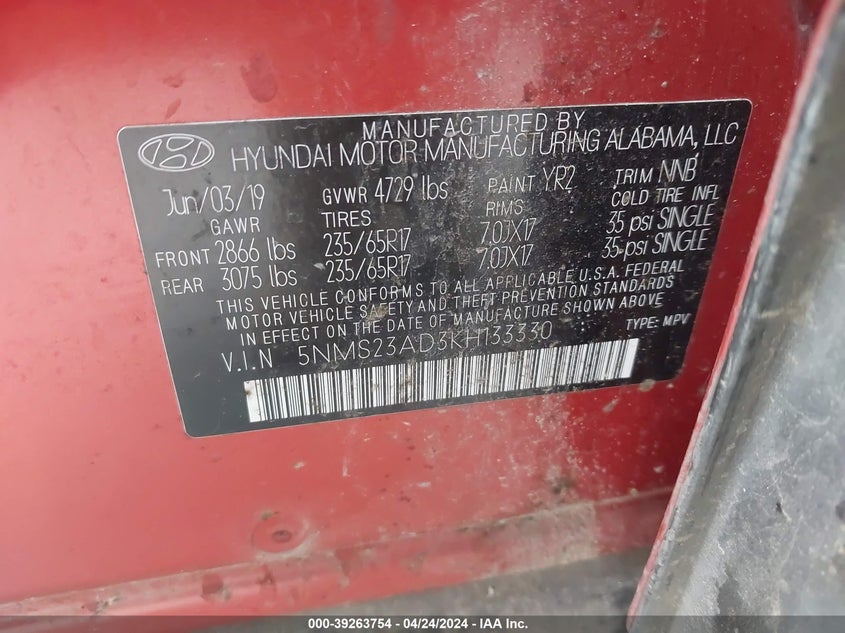 MANUFACTURED BY
HYUNDAI MOTOR MANUFACTURING ALABAMA, LLC
Jun/03/19 GVWR 4729 lbs PAINT YR2 TRIM NNB
GAWR TIRES RIMS COLD TIRE INFL
FRONT 2866 lbs 235/65R17 7.0JX17 35 psi SINGLE
REAR 3075 lbs 235/65R17 7.0JX17 35 psi SINGLE
THIS VEHICLE CONFORMS TO ALL APPLICABLE U.S.A. FEDERAL
MOTOR VEHICLE SAFETY AND THEFT PREVENTION STANDARDS
IN EFFECT ON THE DATE OF MANUFACTURE SHOWN ABOVE
V.I.N 5NMS23AD3KH133330 TYPE: MPV
000-39263754 - 04/24/2024 - IAA Inc.